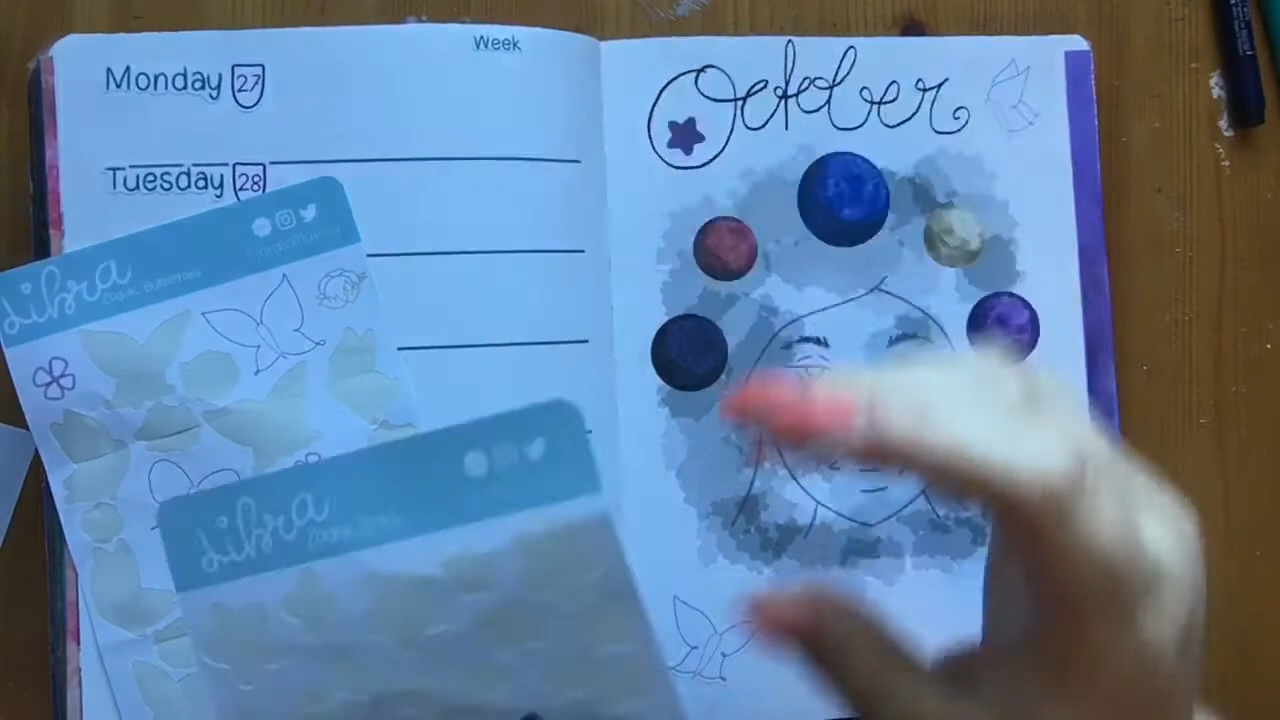 Week
Monday 27
Tuesday 28
October
Libra
Zodiac Butterflies
Libra